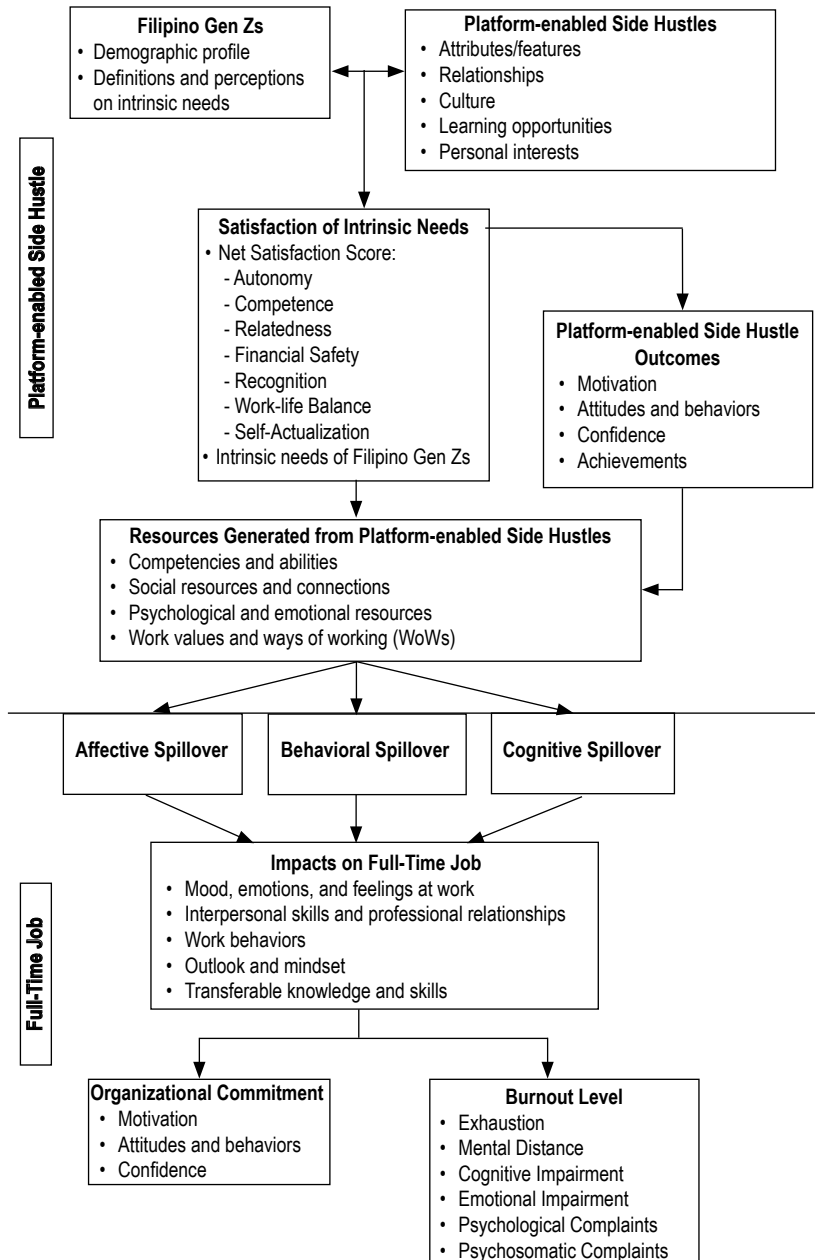 Filipino Gen Zs
• Demographic profile
• Definitions and perceptions
on intrinsic needs
Platform-enabled Side Hustles
• Attributes/features
• Relationships
• Culture
• Learning opportunities
• Personal interests
Platform-enabled Side Hustle
Satisfaction of Intrinsic Needs
• Net Satisfaction Score:
- Autonomy
- Competence
- Relatedness
- Financial Safety
- Recognition
- Work-life Balance
- Self-Actualization
• Intrinsic needs of Filipino Gen Zs
Platform-enabled Side Hustle
Outcomes
• Motivation
• Attitudes and behaviors
• Confidence
• Achievements
Resources Generated from Platform-enabled Side Hustles
• Competencies and abilities
• Social resources and connections
• Psychological and emotional resources
• Work values and ways of working (WoWs)
Affective Spillover
Behavioral Spillover
Cognitive Spillover
Full-Time Job
Impacts on Full-Time Job
• Mood, emotions, and feelings at work
• Interpersonal skills and professional relationships
• Work behaviors
• Outlook and mindset
• Transferable knowledge and skills
Organizational Commitment
• Motivation
• Attitudes and behaviors
• Confidence
Burnout Level
• Exhaustion
• Mental Distance
• Cognitive Impairment
• Emotional Impairment
• Psychological Complaints
• Psychosomatic Complaints